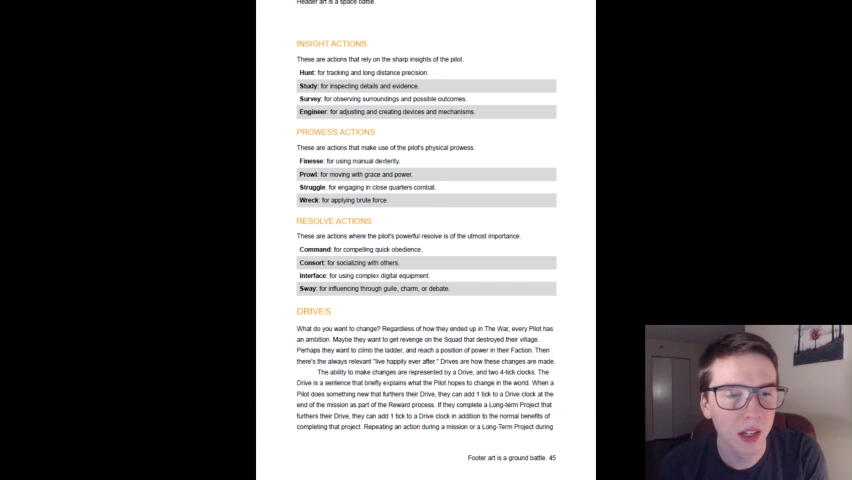 Header art is a space battle.
INSIGHT ACTIONS
These are actions that rely on the sharp insights of the pilot.
Hunt: for tracking and long distance precision.
Study: for inspecting details and evidence.
Survey: for observing surroundings and possible outcomes.
Engineer: for adjusting and creating devices and mechanisms.
PROWESS ACTIONS
These are actions that make use of the pilot's physical prowess.
Finesse: for using manual dexterity.
Prowl: for moving with grace and power.
Struggle: for engaging in close quarters combat.
Wreck: for applying brute force.
RESOLVE ACTIONS
These are actions where the pilot's powerful resolve is of the utmost importance.
Command: for compelling quick obedience.
Consort: for socializing with others.
Interface: for using complex digital equipment.
Sway: for influencing through guile, charm, or debate.
DRIVES
What do you want to change? Regardless of how they ended up in The War, every Pilot has
an ambition. Maybe they want to get revenge on the Squad that destroyed their village.
Perhaps they want to climb the ladder, and reach a position of power in their Faction. Then
there's the always relevant "live happily ever after." Drives are how these changes are made.
The ability to make changes are represented by a Drive, and two 4-tick clocks. The
Drive is a sentence that briefly explains what the Pilot hopes to change in the world. When a
Pilot does something new that furthers their Drive, they can add 1 tick to a Drive clock at the
end of the mission as part of the Reward process. If they complete a Long-term Project that
furthers their Drive, they can add 1 tick to a Drive clock in addition to the normal benefits of
completing that project. Repeating an action during a mission or a Long-Term Project during
Footer art is a ground battle. 45